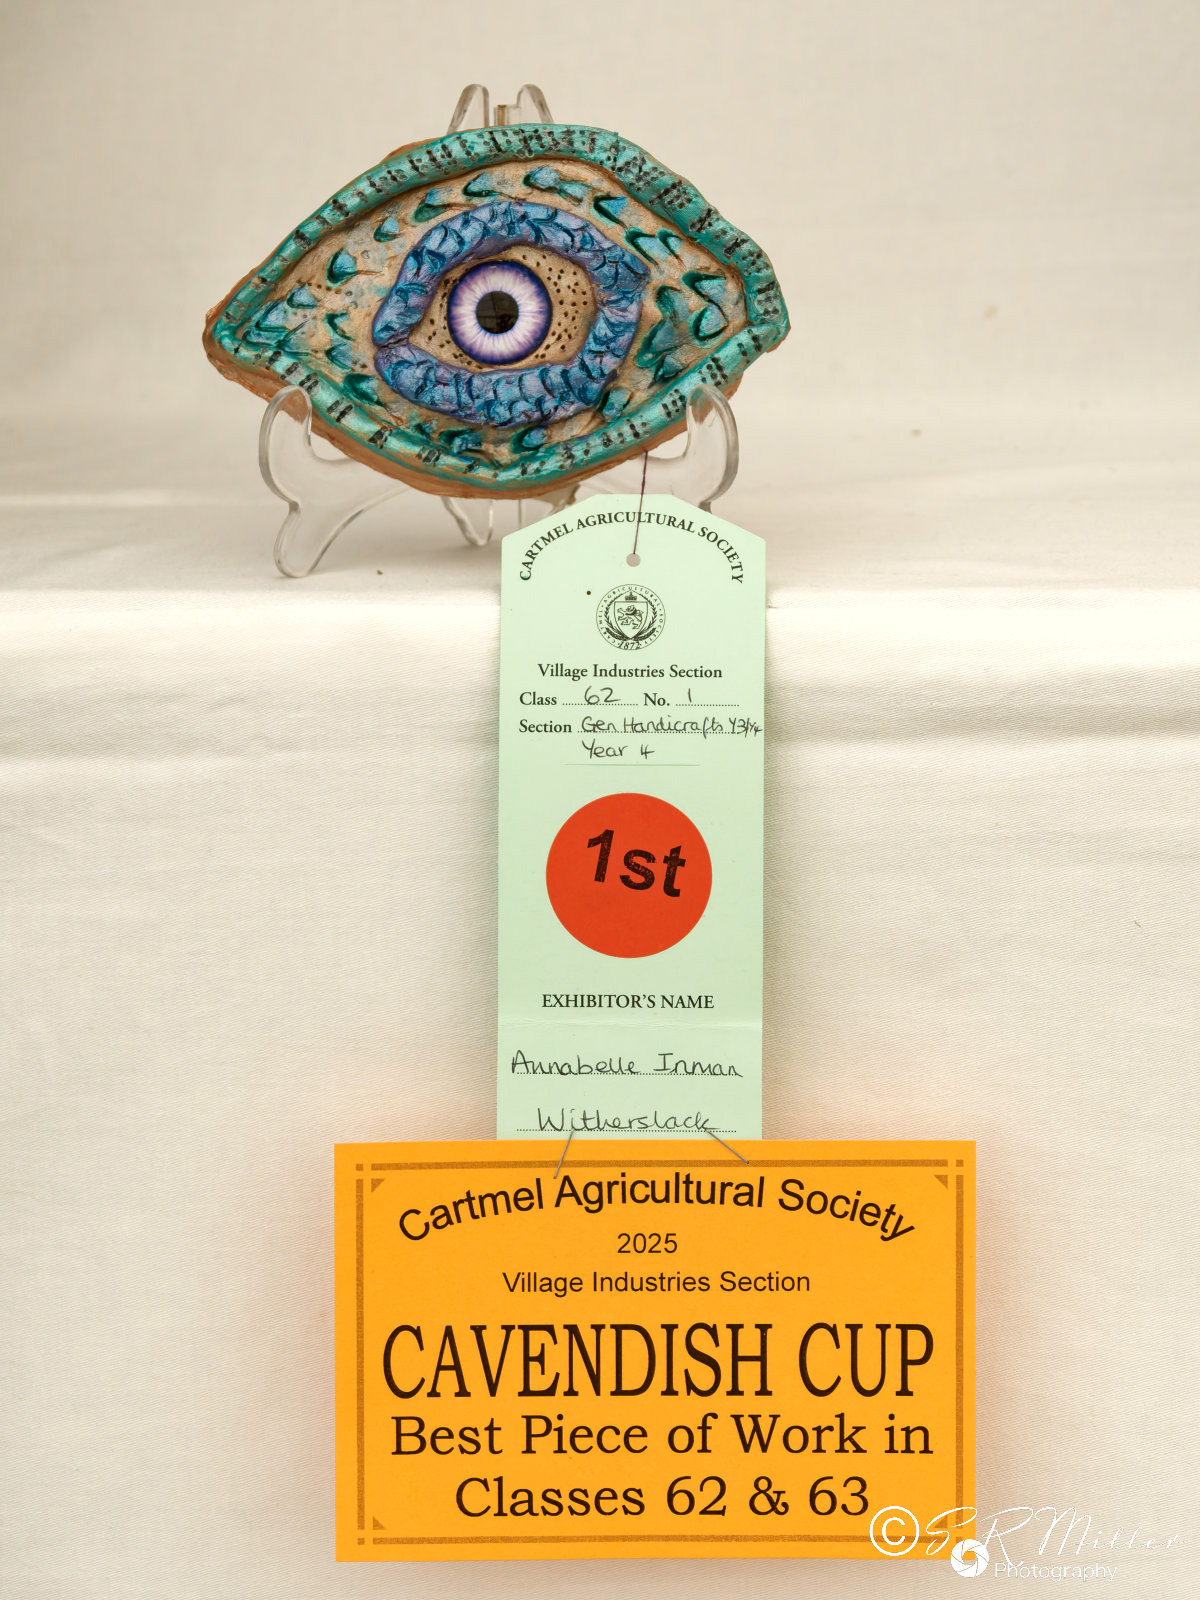 CARTMEL AGRICULTURAL SOCIETY
1872
Village Industries Section
Class 62 No. 1
Section Gen Handicrafts Y3/Y4
Year 4
1st
EXHIBITOR'S NAME
Annabelle Inman
Witherslack
Cartmel Agricultural Society
2025
Village Industries Section
CAVENDISH CUP
Best Piece of Work in
Classes 62 & 63
© S R Miller
Photography